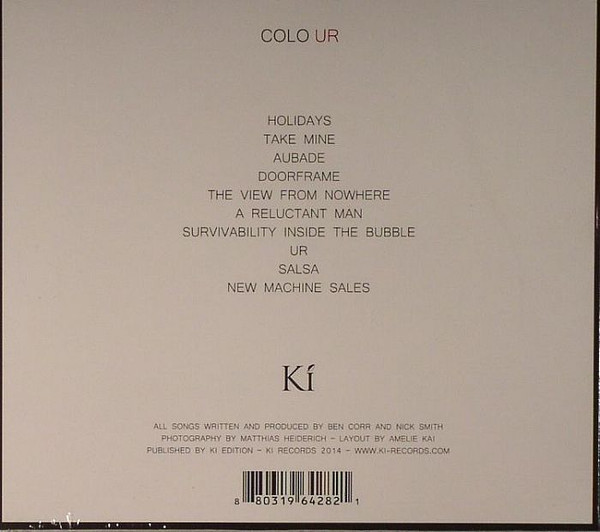 COLO UR
HOLIDAYS
TAKE MINE
AUBADE
DOORFRAME
THE VIEW FROM NOWHERE
A RELUCTANT MAN
SURVIVABILITY INSIDE THE BUBBLE
UR
SALSA
NEW MACHINE SALES
Kí
ALL SONGS WRITTEN AND PRODUCED BY BEN CORR AND NICK SMITH
PHOTOGRAPHY BY MATTHIAS HEIDERICH - LAYOUT BY AMELIE KAI
PUBLISHED BY KI EDITION - KI RECORDS 2014 - WWW.KI-RECORDS.COM
8 80319 64282 1